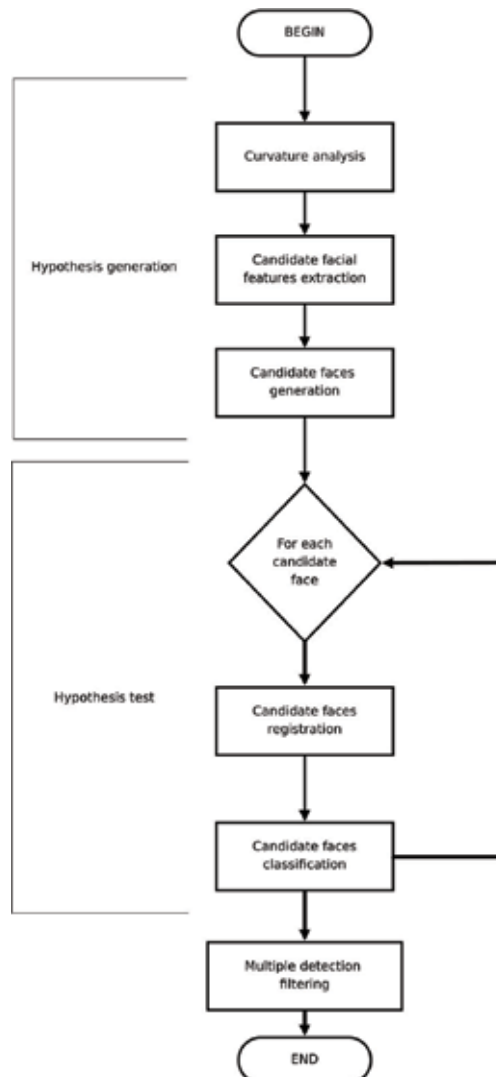 BEGIN
Curvature analysis
Hypothesis generation
Candidate facial
features extraction
Candidate faces
generation
For each
candidate
face
Hypothesis test
Candidate faces
registration
Candidate faces
classification
Multiple detection
filtering
END